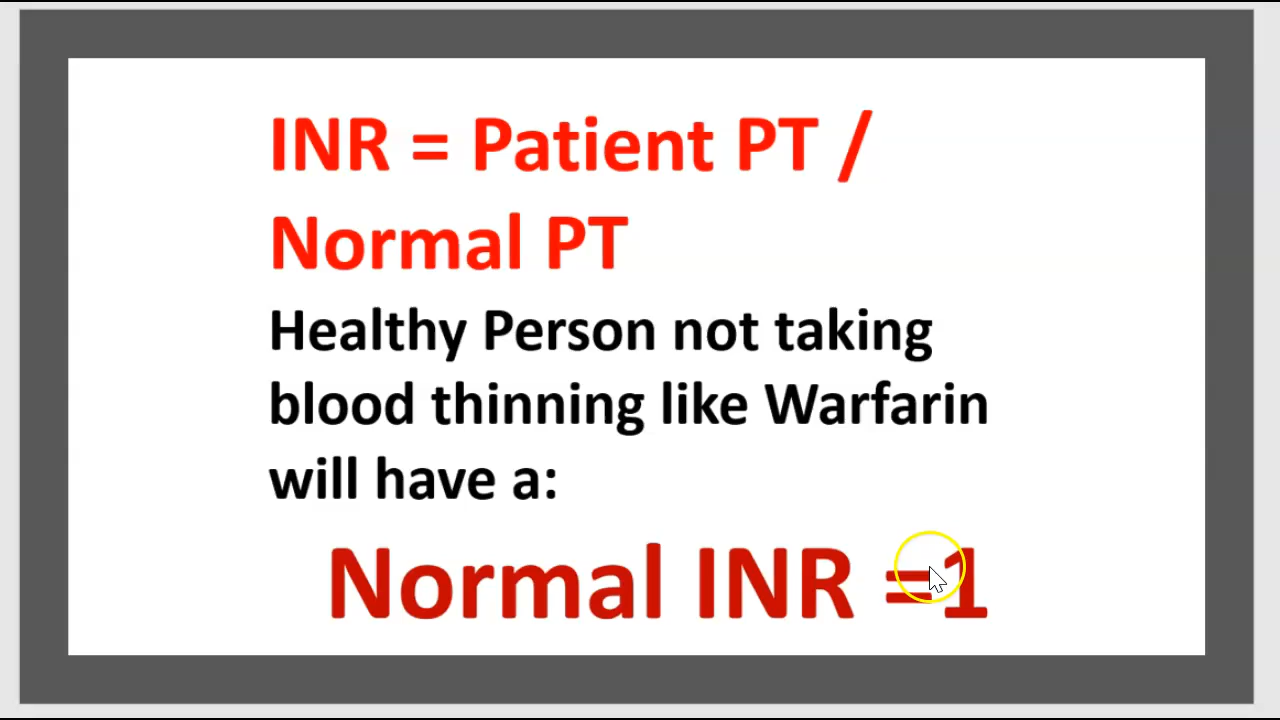 INR = Patient PT /
Normal PT
Healthy Person not taking
blood thinning like Warfarin
will have a:
Normal INR =1